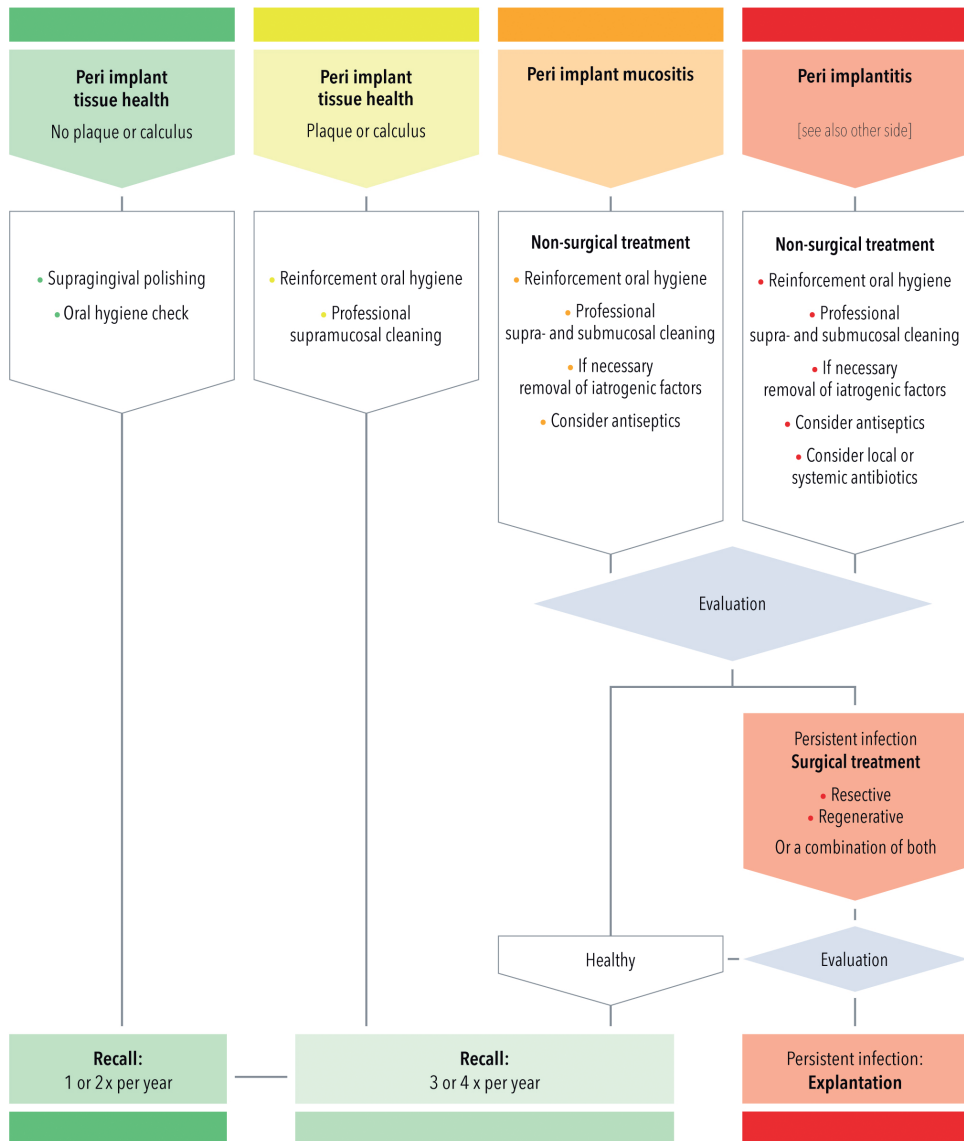 Peri implant
tissue health
No plaque or calculus
Peri implant
tissue health
Plaque or calculus
Peri implant mucositis
Peri implantitis
[see also other side]
• Supragingival polishing
• Oral hygiene check
• Reinforcement oral hygiene
• Professional
supramucosal cleaning
Non-surgical treatment
• Reinforcement oral hygiene
• Professional
supra- and submucosal cleaning
• If necessary
removal of iatrogenic factors
• Consider antiseptics
Non-surgical treatment
• Reinforcement oral hygiene
• Professional
supra- and submucosal cleaning
• If necessary
removal of iatrogenic factors
• Consider antiseptics
• Consider local or
systemic antibiotics
Evaluation
Persistent infection
Surgical treatment
• Resective
• Regenerative
Or a combination of both
Healthy
Evaluation
Recall:
1 or 2 x per year
Recall:
3 or 4 x per year
Persistent infection:
Explantation